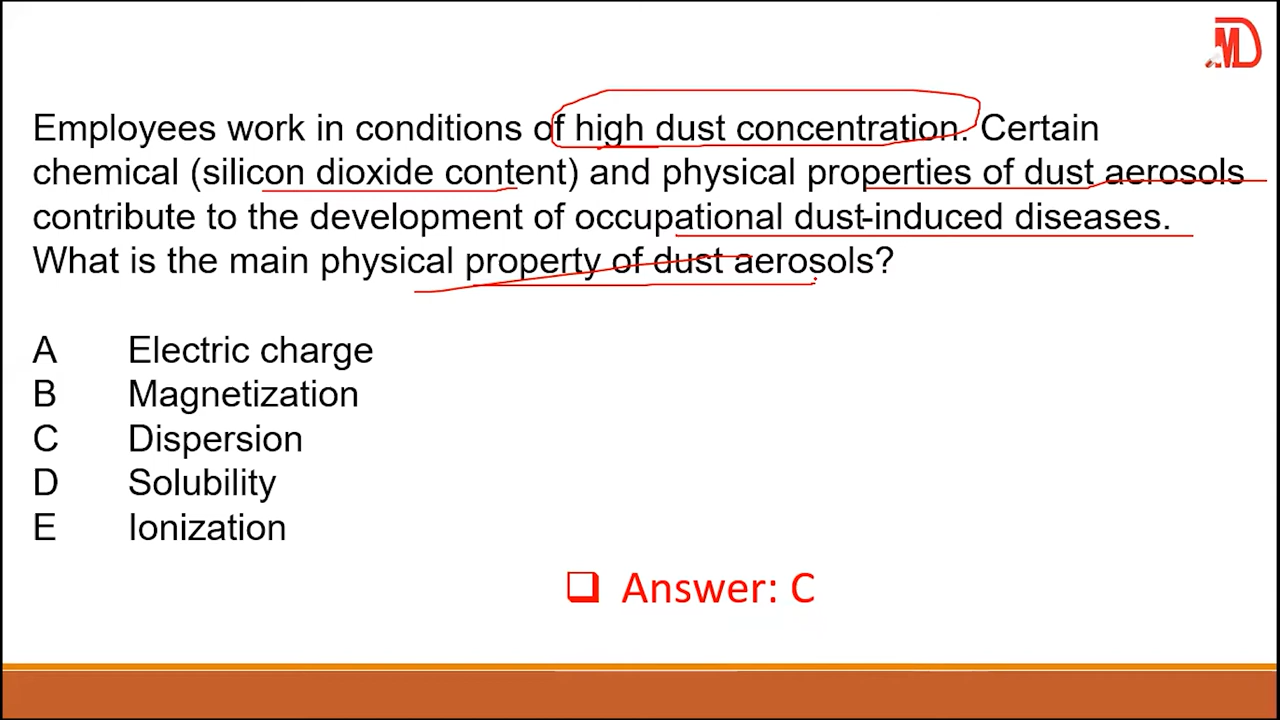 MD
Employees work in conditions of high dust concentration. Certain
chemical (silicon dioxide content) and physical properties of dust aerosols
contribute to the development of occupational dust-induced diseases.
What is the main physical property of dust aerosols?
A Electric charge
B Magnetization
C Dispersion
D Solubility
E Ionization
Answer: C